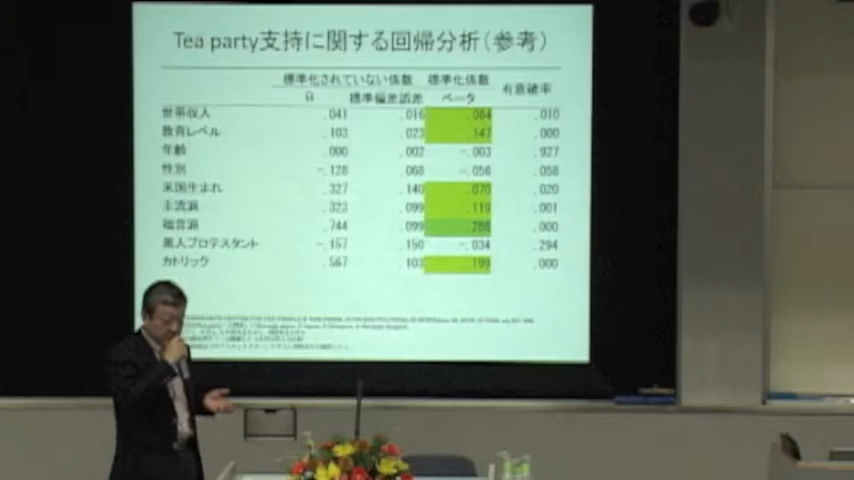 Tea party支持に関する回帰分析(参考)
標準化されていない係数 標準化係数 有意確率
B 標準偏差誤差 ベータ
世帯収入 .041 .016 .084 .010
教育レベル .103 .023 .147 .000
年齢 .000 .002 -.003 .927
性別 -.128 .068 -.056 .058
米国生まれ .327 .140 .070 .020
主流派 .323 .099 .119 .001
福音派 .744 .099 .286 .000
黒人プロテスタント -.157 .150 -.034 .294
カトリック .567 .103 .199 .000